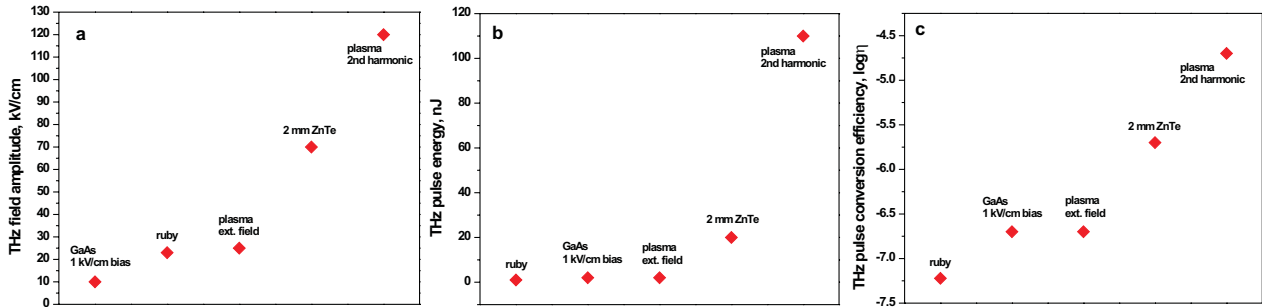 a
THz field amplitude, kV/cm
130
120
110
100
90
80
70
60
50
40
30
20
10
0
GaAs
1 kV/cm bias
ruby
plasma
ext. field
2 mm ZnTe
plasma
2nd harmonic
b
THz pulse energy, nJ
120
100
80
60
40
20
0
ruby
GaAs
1 kV/cm bias
plasma
ext. field
2 mm ZnTe
plasma
2nd harmonic
c
THz pulse conversion efficiency, logη
-4.5
-5.0
-5.5
-6.0
-6.5
-7.0
-7.5
ruby
GaAs
1 kV/cm bias
plasma
ext. field
2 mm ZnTe
plasma
2nd harmonic